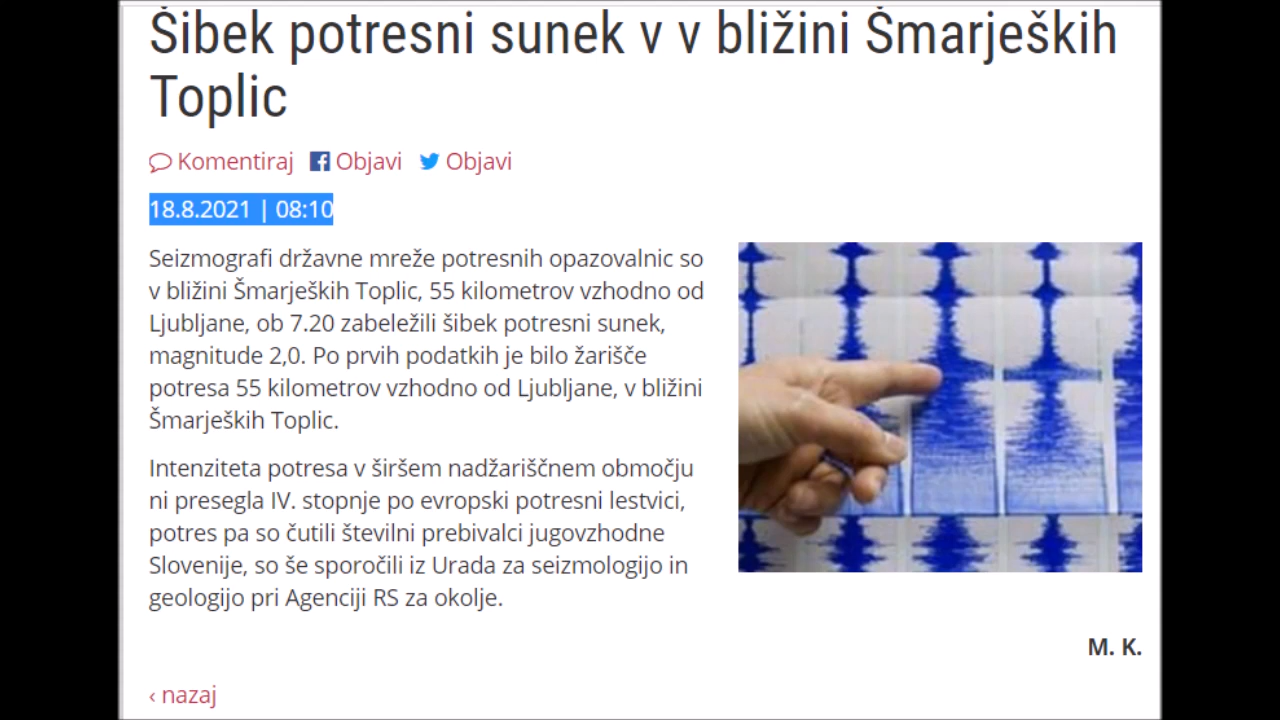 Šibek potresni sunek v v bližini Šmarjeških
Toplic
Komentiraj Objavi Objavi
18.8.2021 | 08:10
Seizmografi državne mreže potresnih opazovalnic so
v bližini Šmarjeških Toplic, 55 kilometrov vzhodno od
Ljubljane, ob 7.20 zabeležili šibek potresni sunek,
magnitude 2,0. Po prvih podatkih je bilo žarišče
potresa 55 kilometrov vzhodno od Ljubljane, v bližini
Šmarjeških Toplic.
Intenziteta potresa v širšem nadžariščnem območju
ni presegla IV. stopnje po evropski potresni lestvici,
potres pa so čutili številni prebivalci jugovzhodne
Slovenije, so še sporočili iz Urada za seizmologijo in
geologijo pri Agenciji RS za okolje.
M. K.
‹ nazaj